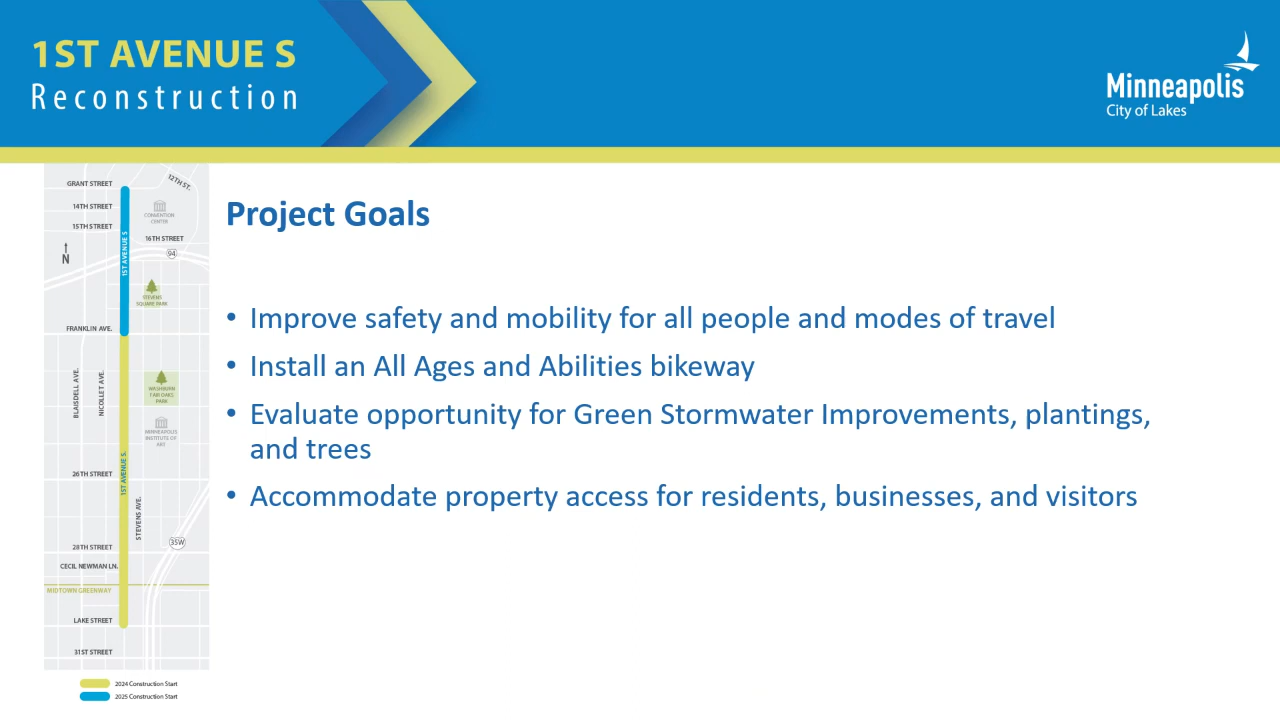 1ST AVENUE S
Reconstruction
Minneapolis
City of Lakes
GRANT STREET
12TH ST.
14TH STREET
CONVENTION
CENTER
15TH STREET
16TH STREET
N
94
1ST AVENUE S
STEVENS
SQUARE PARK
FRANKLIN AVE.
BLAISDELL AVE.
NICOLLET AVE.
WASHBURN
FAIR OAKS
PARK
MINNEAPOLIS
INSTITUTE OF
ART
1ST AVENUE S.
26TH STREET
STEVENS AVE.
35W
28TH STREET
CECIL NEWMAN LN.
MIDTOWN GREENWAY
LAKE STREET
31ST STREET
2024 Construction Start
2025 Construction Start
Project Goals
• Improve safety and mobility for all people and modes of travel
• Install an All Ages and Abilities bikeway
• Evaluate opportunity for Green Stormwater Improvements, plantings,
and trees
• Accommodate property access for residents, businesses, and visitors